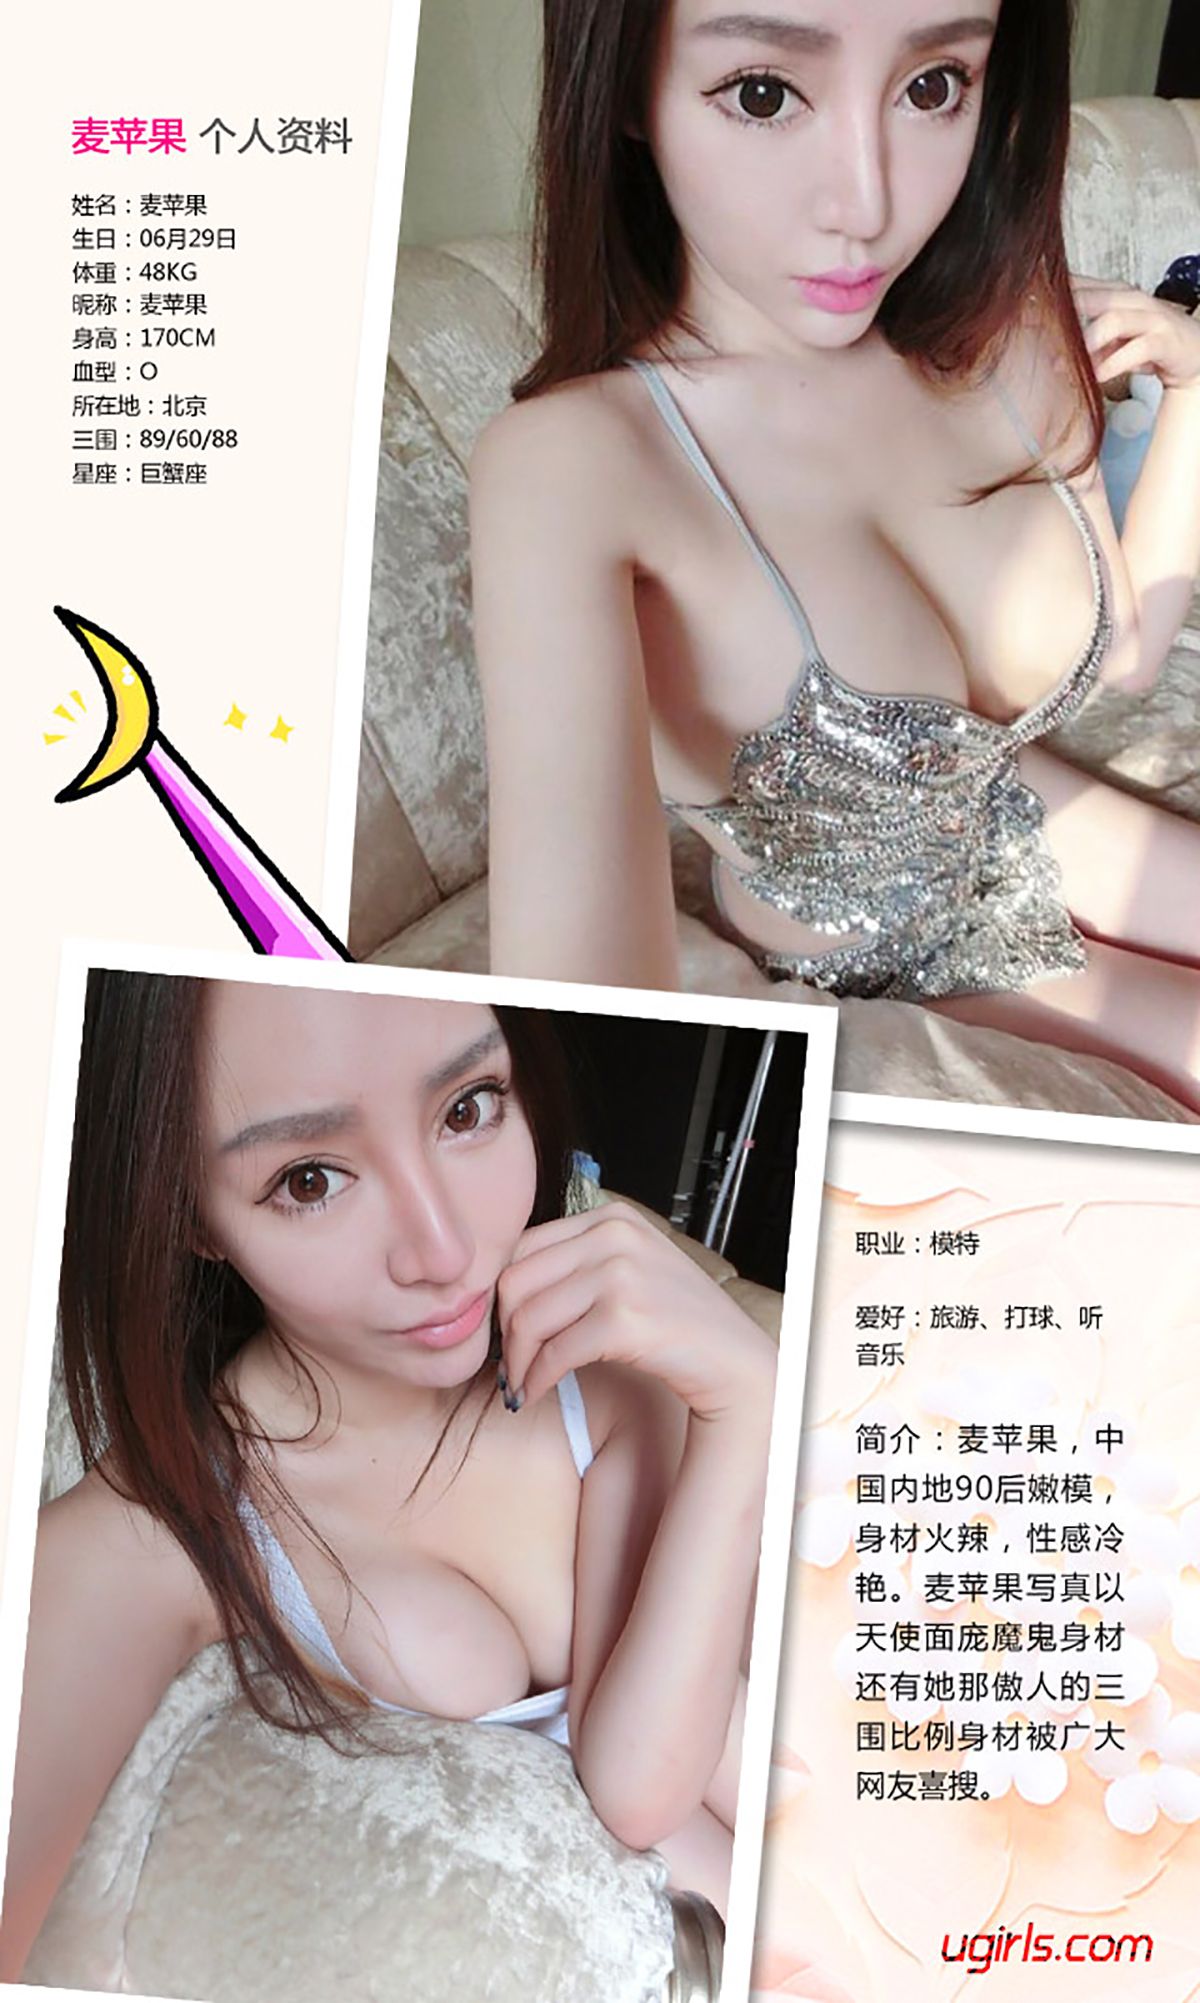 麦苹果 个人资料
姓名：麦苹果
生日：06月29日
体重：48KG
昵称：麦苹果
身高：170CM
血型：O
所在地：北京
三围：89/60/88
星座：巨蟹座
职业：模特
爱好：旅游、打球、听
音乐
简介：麦苹果，中
国内地90后嫩模，
身材火辣，性感冷
艳。麦苹果写真以
天使面庞魔鬼身材
还有她那傲人的三
围比例身材被广大
网友喜搜。
ugirls.com